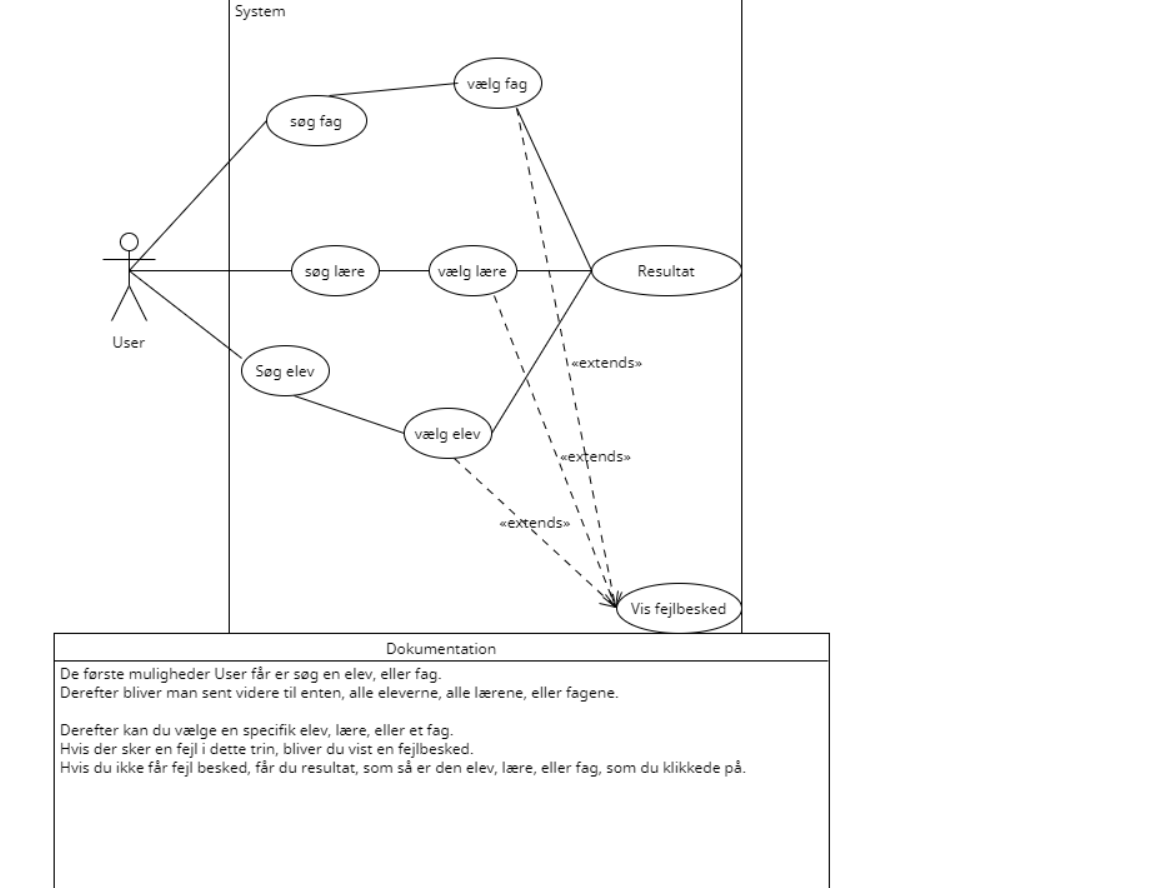 System
vælg fag
søg fag
søg lære
vælg lære
Resultat
User
«extends»
Søg elev
vælg elev
«extends»
«extends»
Vis fejlbesked
Dokumentation
De første muligheder User får er søg en elev, eller fag.
Derefter bliver man sent videre til enten, alle eleverne, alle lærene, eller fagene.
Derefter kan du vælge en specifik elev, lære, eller et fag.
Hvis der sker en fejl i dette trin, bliver du vist en fejlbesked.
Hvis du ikke får fejl besked, får du resultat, som så er den elev, lære, eller fag, som du klikkede på.